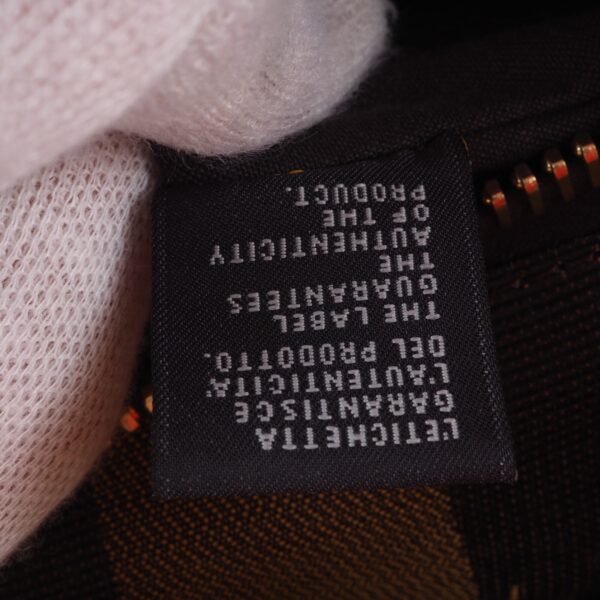 L'ETICHETTA
GARANTISCE
L'AUTENTICITA'
DEL PRODOTTO.
THE LABEL
GUARANTEES
THE
AUTHENTICITY
OF THE
PRODUCT.